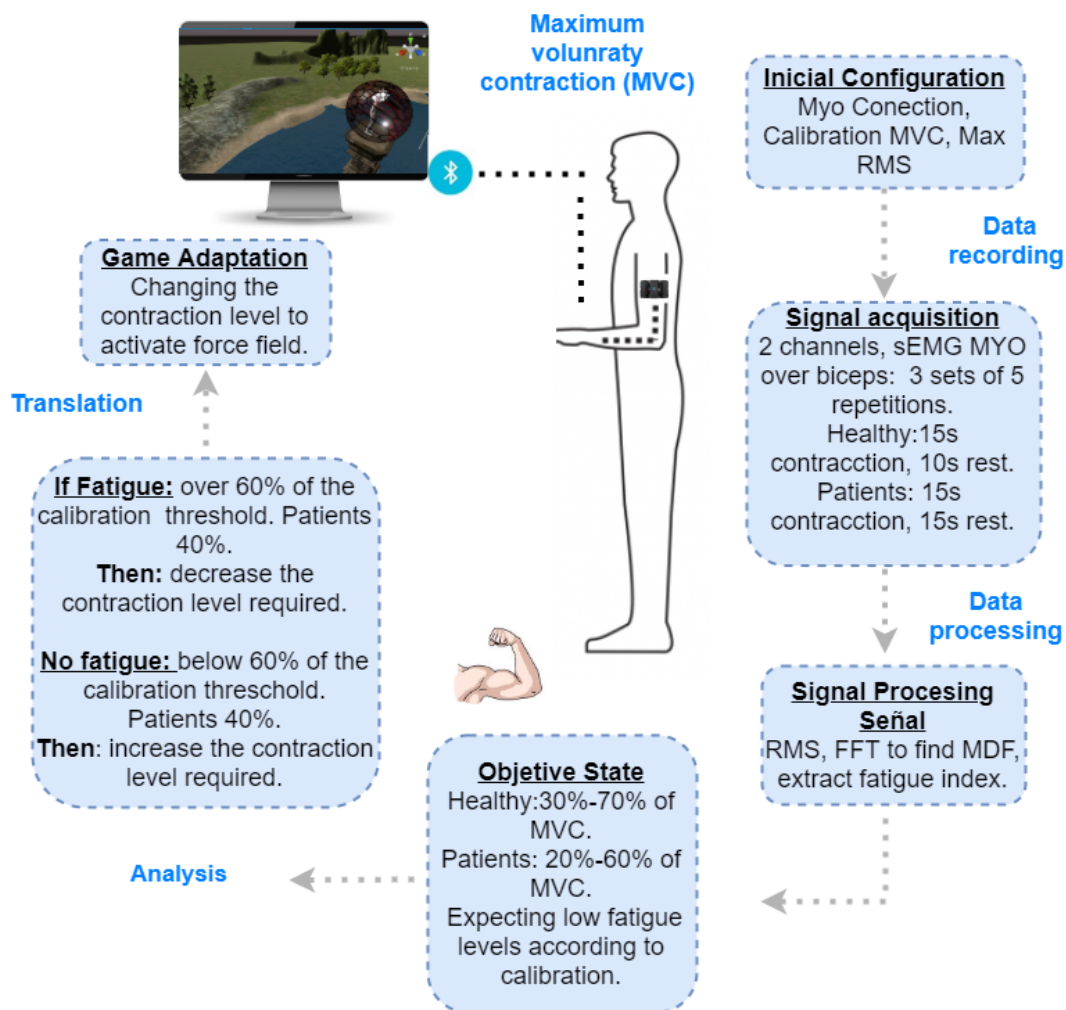 Maximum
volunraty
contraction (MVC)
Inicial Configuration
Myo Conection,
Calibration MVC, Max
RMS
Data
recording
Signal acquisition
2 channels, sEMG MYO
over biceps: 3 sets of 5
repetitions.
Healthy:15s
contracction, 10s rest.
Patients: 15s
contracction, 15s rest.
Data
processing
Signal Procesing
Señal
RMS, FFT to find MDF,
extract fatigue index.
Objetive State
Healthy:30%-70% of
MVC.
Patients: 20%-60% of
MVC.
Expecting low fatigue
levels according to
calibration.
Analysis
If Fatigue: over 60% of the
calibration threshold. Patients
40%.
Then: decrease the
contraction level required.
No fatigue: below 60% of the
calibration threschold.
Patients 40%.
Then: increase the contraction
level required.
Translation
Game Adaptation
Changing the
contraction level to
activate force field.